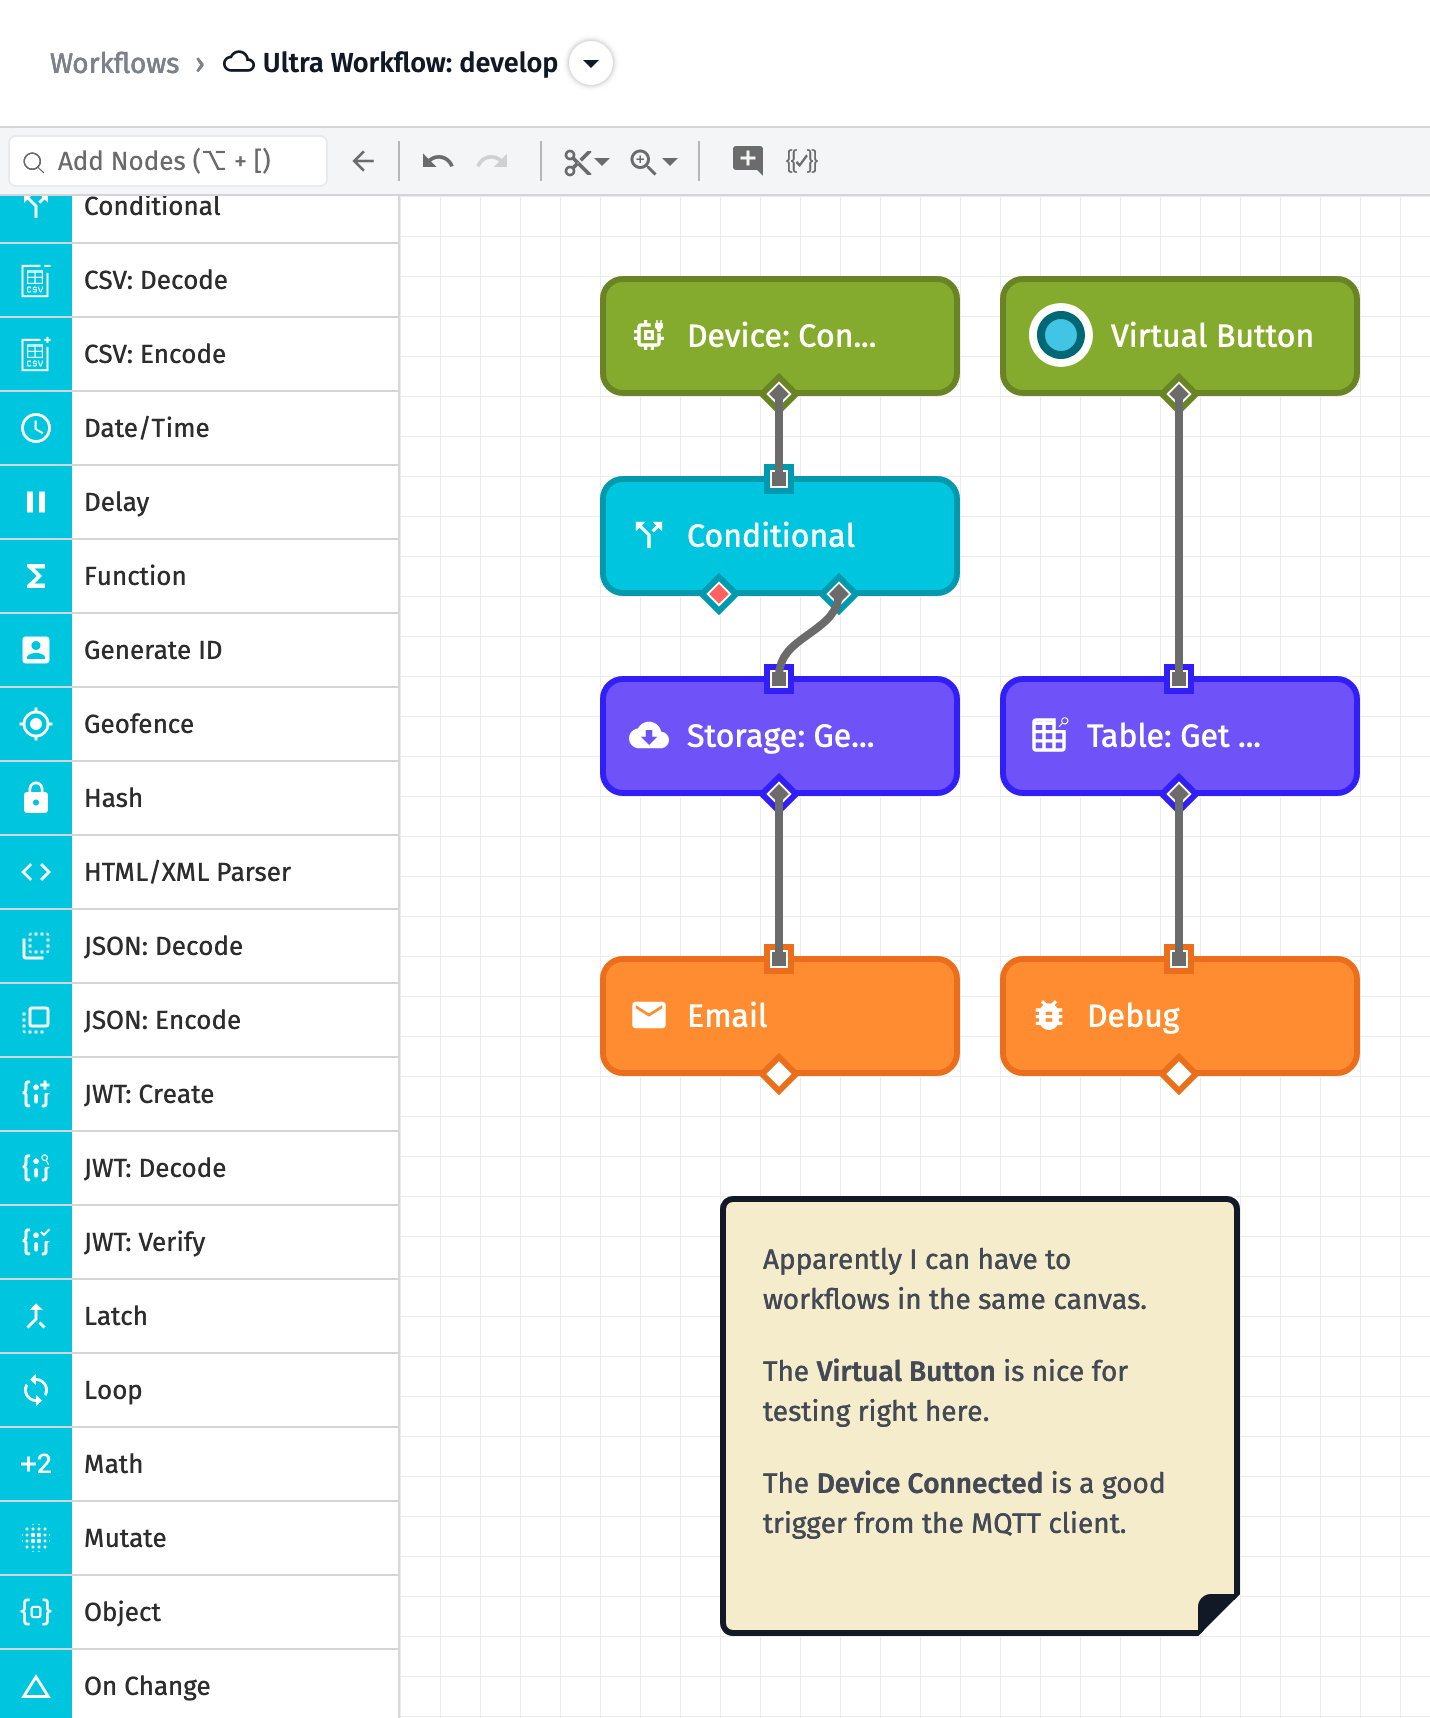 Workflows › Ultra Workflow: develop
Add Nodes (⌥ + [)
Conditional
CSV: Decode
CSV: Encode
Date/Time
Delay
Function
Generate ID
Geofence
Hash
HTML/XML Parser
JSON: Decode
JSON: Encode
JWT: Create
JWT: Decode
JWT: Verify
Latch
Loop
+2 Math
Mutate
Object
On Change
Device: Con...
Virtual Button
Conditional
Storage: Ge...
Table: Get ...
Email
Debug
Apparently I can have to
workflows in the same canvas.
The Virtual Button is nice for
testing right here.
The Device Connected is a good
trigger from the MQTT client.